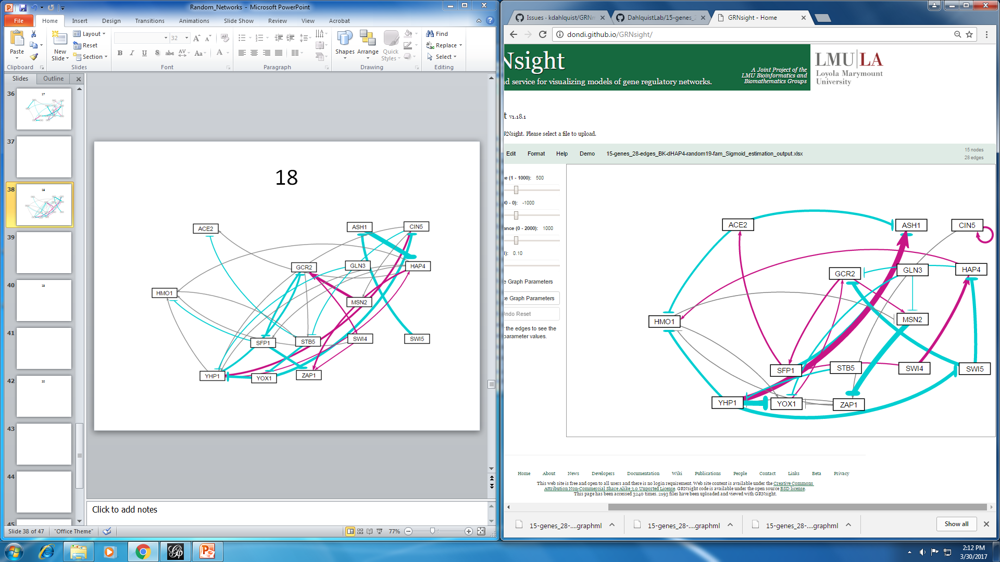 Random_Networks - Microsoft PowerPoint
File Home Insert Design Transitions Animations Slide Show Review View Acrobat
Paste
Clipboard
New
Slide
Layout
Reset
Section
Slides
32
B I U S abc AV Aa A
Font
Paragraph
Shapes Arrange Quick
Styles
Drawing
Find
Replace
Select
Editing
Slides Outline
36
17
37
38
18
39
40
19
41
42
20
43
44
45
18
ACE2
ASH1
CIN5
GCR2
GLN3
HAP4
HMO1
MSN2
SFP1
STB5
SWI4
SWI5
YHP1
YOX1
ZAP1
Click to add notes
Slide 38 of 47 "Office Theme" 77%
Issues · kdahlquist/GRNm
DahlquistLab/15-genes_2
GRNsight - Home
dondi.github.io/GRNsight/
Nsight
nd service for visualizing models of gene regulatory networks.
A Joint Project of the
LMU Bioinformatics and
Biomathematics Groups
LMU LA
Loyola Marymount
University
t v1.18.1
RNsight. Please select a file to upload.
Edit Format Help Demo 15-genes_28-edges_BK-dHAP4-random19-fam_Sigmoid_estimation_output.xlsx
15 nodes
28 edges
e (1 - 1000): 500
00 - 0): -1000
ance (0 - 2000): 1000
l): 0.10
e Graph Parameters
ce Graph Parameters
Undo Reset
r the edges to see the
parameter values.
ACE2
ASH1
CIN5
GCR2
GLN3
HAP4
HMO1
MSN2
SFP1
STB5
SWI4
SWI5
YHP1
YOX1
ZAP1
Home About News Developers Documentation Wiki Publications People Contact Links Beta Privacy
This web site is free and open to all users and there is no login requirement. Web site content is available under the Creative Commons
Attribution Non-Commercial Share Alike 3.0 Unported License. GRNsight code is available under the open source BSD license.
This page has been accessed 3240 times. 2193 files have been uploaded and viewed with GRNsight.
15-genes_28-....graphml
15-genes_28-....graphml
15-genes_28-....graphml
Show all
2:12 PM
3/30/2017